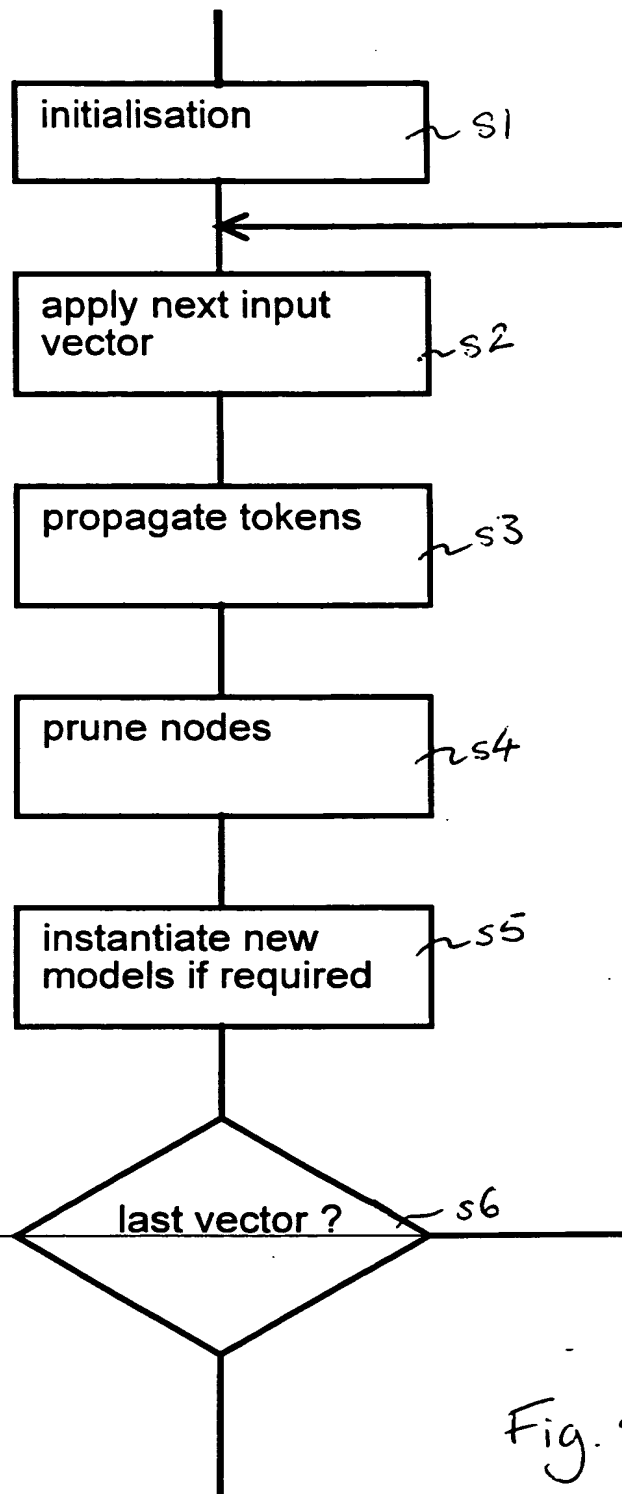 initialisation
S1
apply next input
vector
S2
propagate tokens
S3
prune nodes
S4
instantiate new
models if required
S5
last vector ?
S6
Fig.